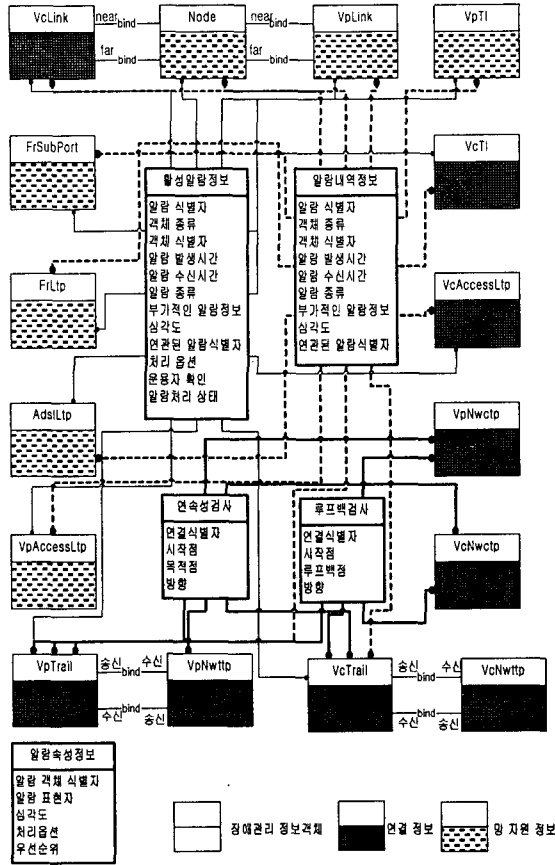 VcLink
near
bind
Node
near
bind
VpLink
VpTl
far
bind
far
bind
FrSubPort
VcTl
활성알람정보
알람 식별자
객체 종류
객체 식별자
알람 발생시간
알람 수신시간
알람 종류
부가적인 알람정보
심각도
연관된 알람식별자
처리 옵션
운용자 확인
알람처리 상태
알람내역정보
알람 식별자
객체 종류
객체 식별자
알람 발생시간
알람 수신시간
알람 종류
부가적인 알람정보
심각도
연관된 알람식별자
FrLtp
VcAccessLtp
AdslLtp
VpNwctp
VpAccessLtp
연속성검사
연결식별자
시작점
목적점
방향
루프백검사
연결식별자
시작점
루프백점
방향
VcNwctp
VpTrail
송신
bind
수신
VpNwttp
수신
bind
송신
VcTrail
송신
bind
수신
VcNwttp
수신
bind
송신
알람속성정보
알람 객체 식별자
알람 표현자
심각도
처리옵션
우선순위
장애관리 정보객체
연결 정보
망 자원 정보